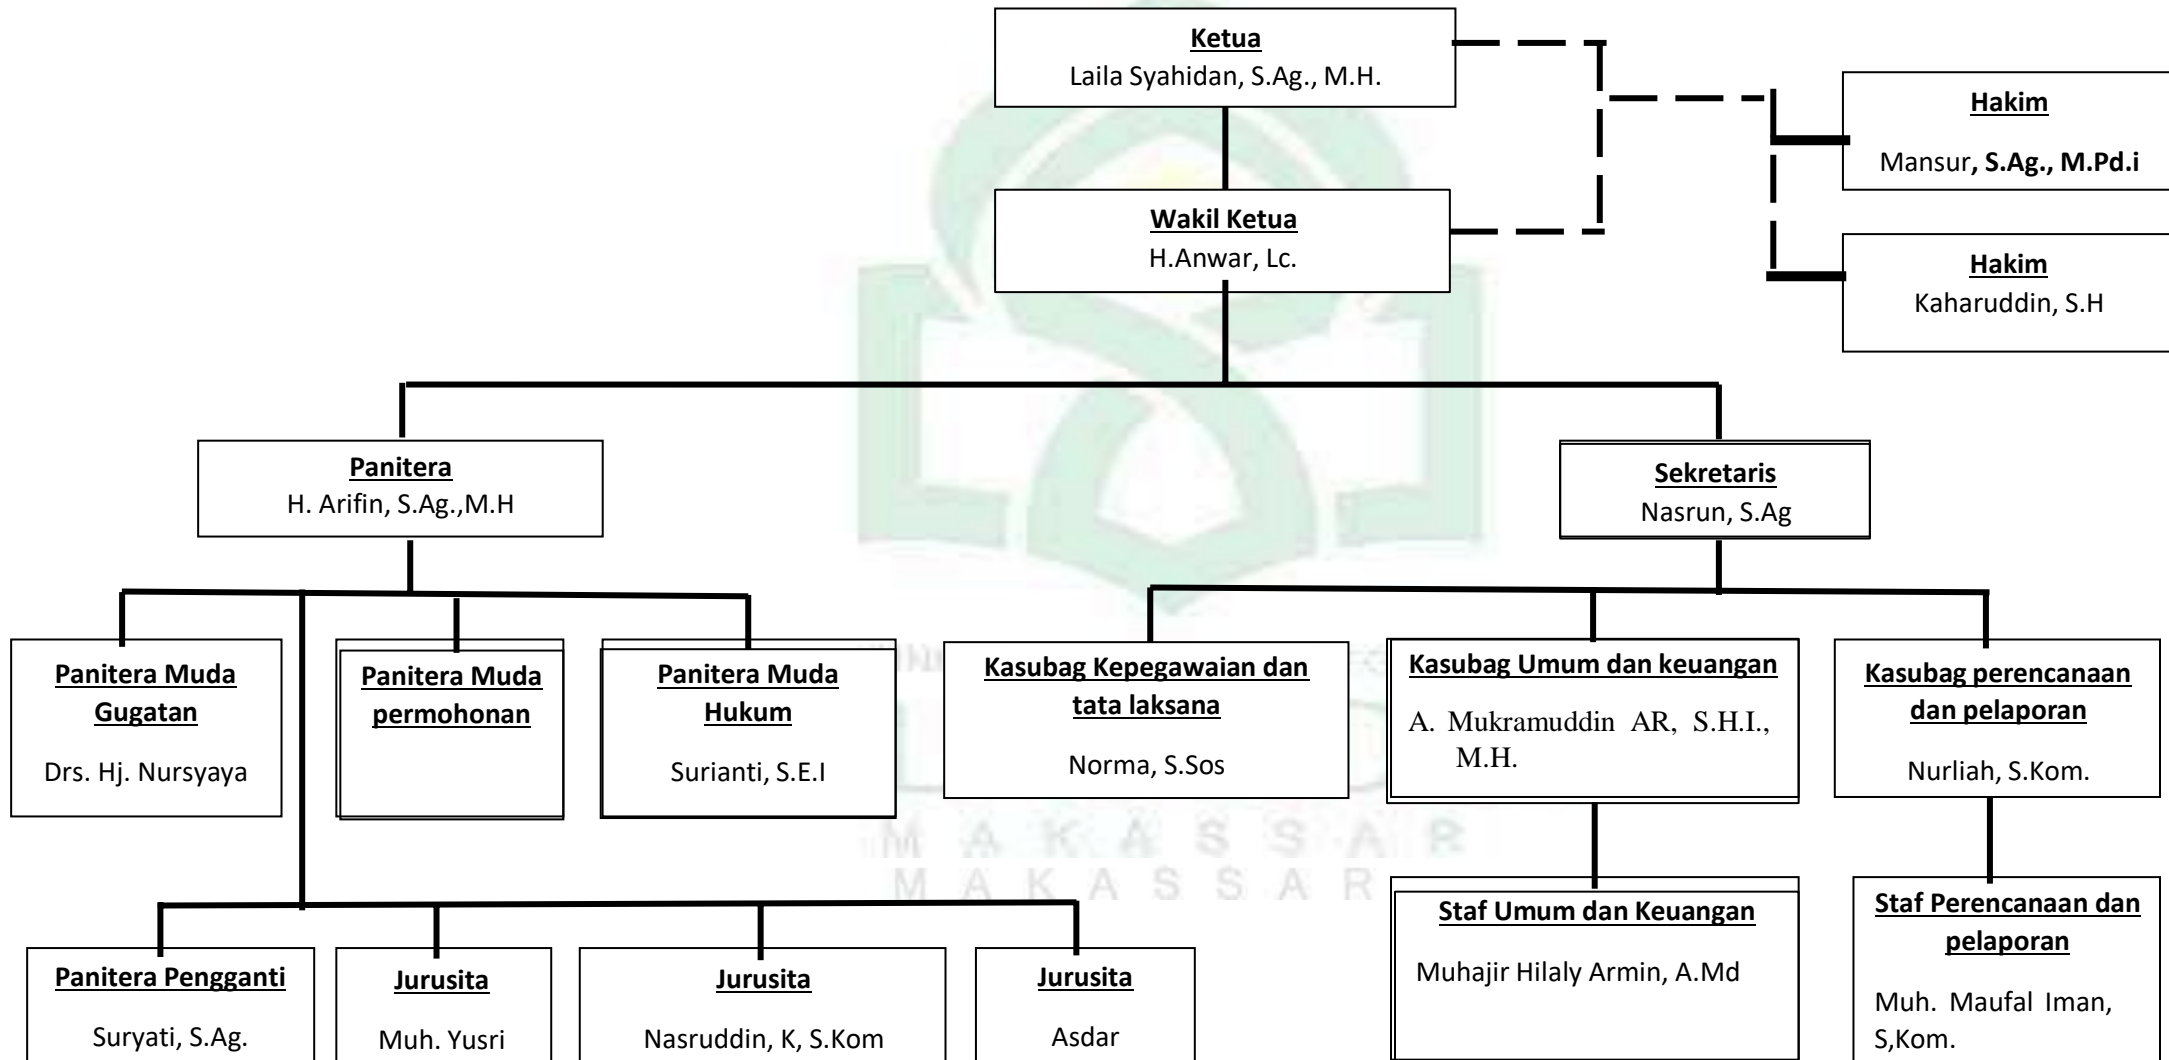 Ketua
Laila Syahidan, S.Ag., M.H.
Hakim
Mansur, S.Ag., M.Pd.i
Wakil Ketua
H.Anwar, Lc.
Hakim
Kaharuddin, S.H
Panitera
H. Arifin, S.Ag.,M.H
Sekretaris
Nasrun, S.Ag
Panitera Muda
Gugatan
Drs. Hj. Nursyaya
Panitera Muda
permohonan
Panitera Muda
Hukum
Surianti, S.E.I
Kasubag Kepegawaian dan
tata laksana
Norma, S.Sos
Kasubag Umum dan keuangan
A. Mukramuddin AR, S.H.I.,
M.H.
Kasubag perencanaan
dan pelaporan
Nurliah, S.Kom.
MAKASSAR
MAKASSAR
Panitera Pengganti
Suryati, S.Ag.
Jurusita
Muh. Yusri
Jurusita
Nasruddin, K, S.Kom
Jurusita
Asdar
Staf Umum dan Keuangan
Muhajir Hilaly Armin, A.Md
Staf Perencanaan dan
pelaporan
Muh. Maufal Iman,
S,Kom.